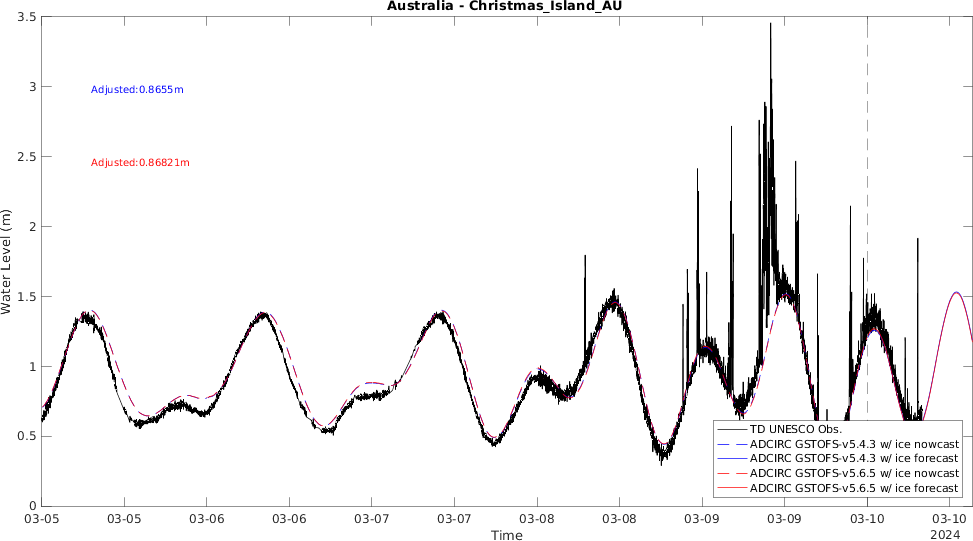 Australia - Christmas_Island_AU
3.5
3
2.5
2
1.5
1
0.5
0
Water Level (m)
Adjusted:0.8655m
Adjusted:0.86821m
TD UNESCO Obs.
ADCIRC GSTOFS-v5.4.3 w/ ice nowcast
ADCIRC GSTOFS-v5.4.3 w/ ice forecast
ADCIRC GSTOFS-v5.6.5 w/ ice nowcast
ADCIRC GSTOFS-v5.6.5 w/ ice forecast
03-05 03-05 03-06 03-06 03-07 03-07 03-08 03-08 03-09 03-09 03-10 03-10
2024
Time